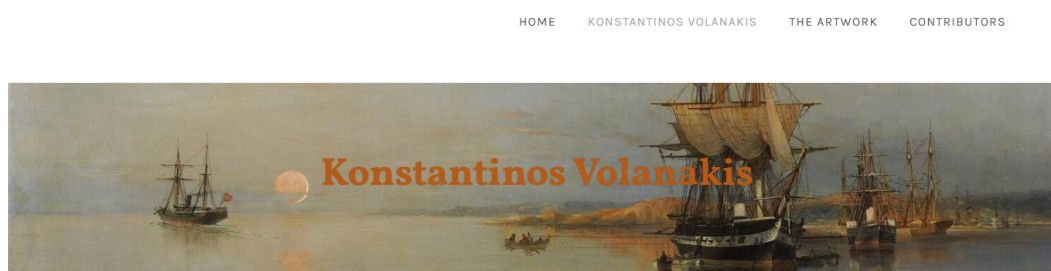 HOME KONSTANTINOS VOLANAKIS THE ARTWORK CONTRIBUTORS
Konstantinos Volanakis